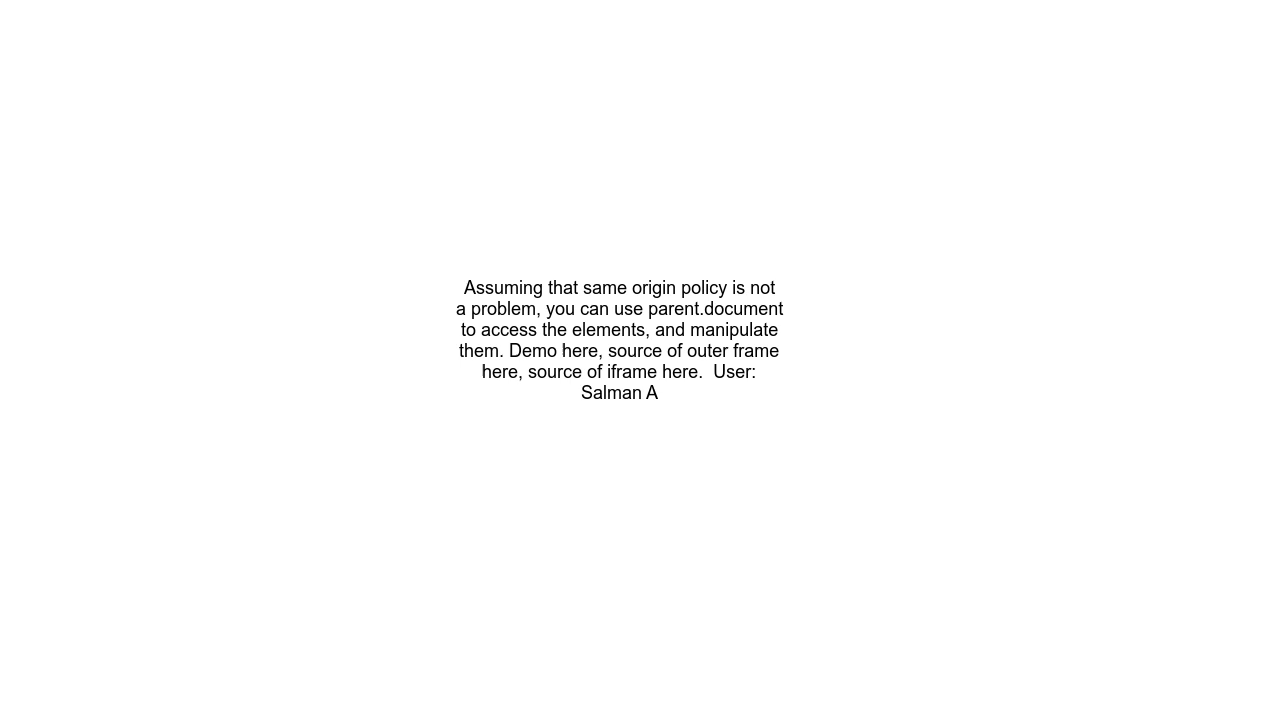 Assuming that same origin policy is not
a problem, you can use parent.document
to access the elements, and manipulate
them. Demo here, source of outer frame
here, source of iframe here.  User:
Salman A